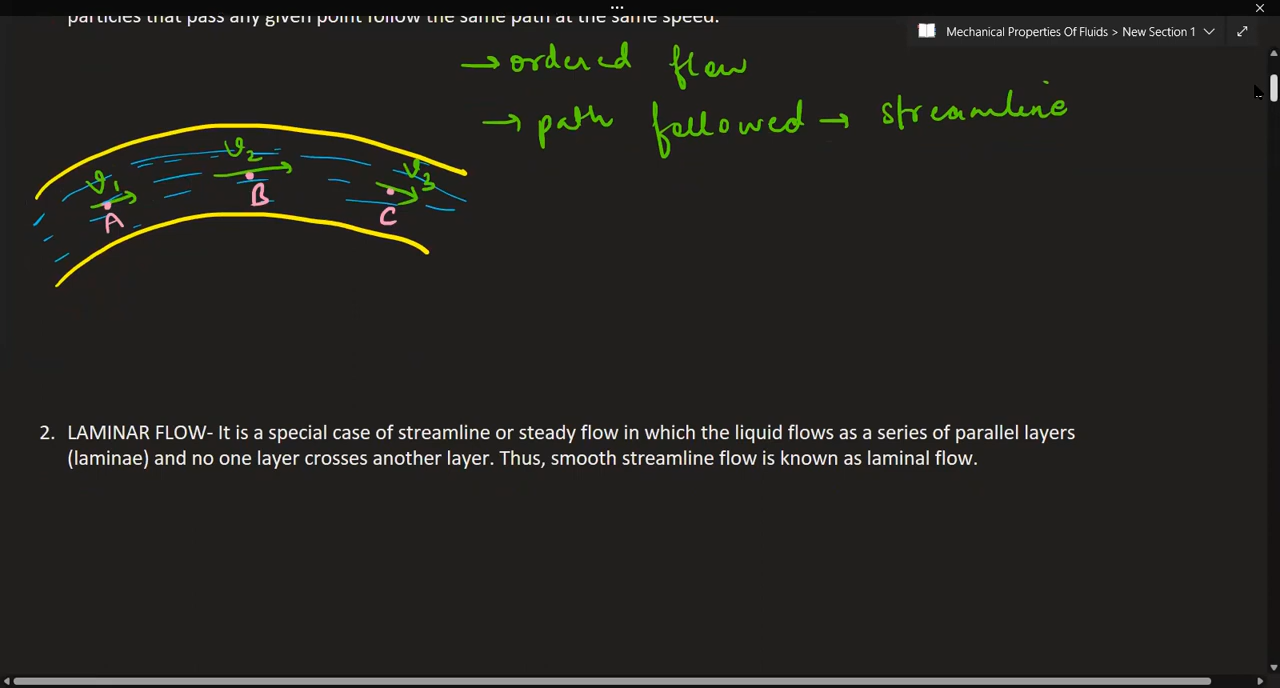 particles that pass any given point follow the same path at the same speed.
Mechanical Properties Of Fluids > New Section 1
→ ordered flow
→ path followed → streamline
v1
v2
v3
A
B
C
2. LAMINAR FLOW- It is a special case of streamline or steady flow in which the liquid flows as a series of parallel layers
(laminae) and no one layer crosses another layer. Thus, smooth streamline flow is known as laminal flow.